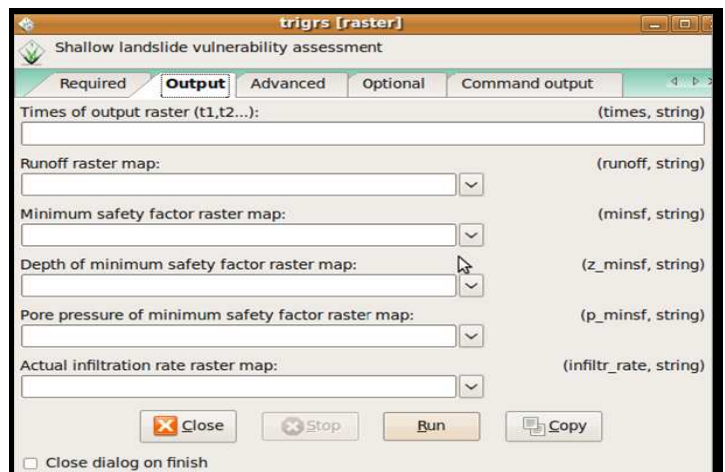 trigrs [raster]
Shallow landslide vulnerability assessment
Required Output Advanced Optional Command output
Times of output raster (t1,t2...): (times, string)
Runoff raster map: (runoff, string)
Minimum safety factor raster map: (minsf, string)
Depth of minimum safety factor raster map: (z_minsf, string)
Pore pressure of minimum safety factor raster map: (p_minsf, string)
Actual infiltration rate raster map: (infiltr_rate, string)
Close Stop Run Copy
Close dialog on finish